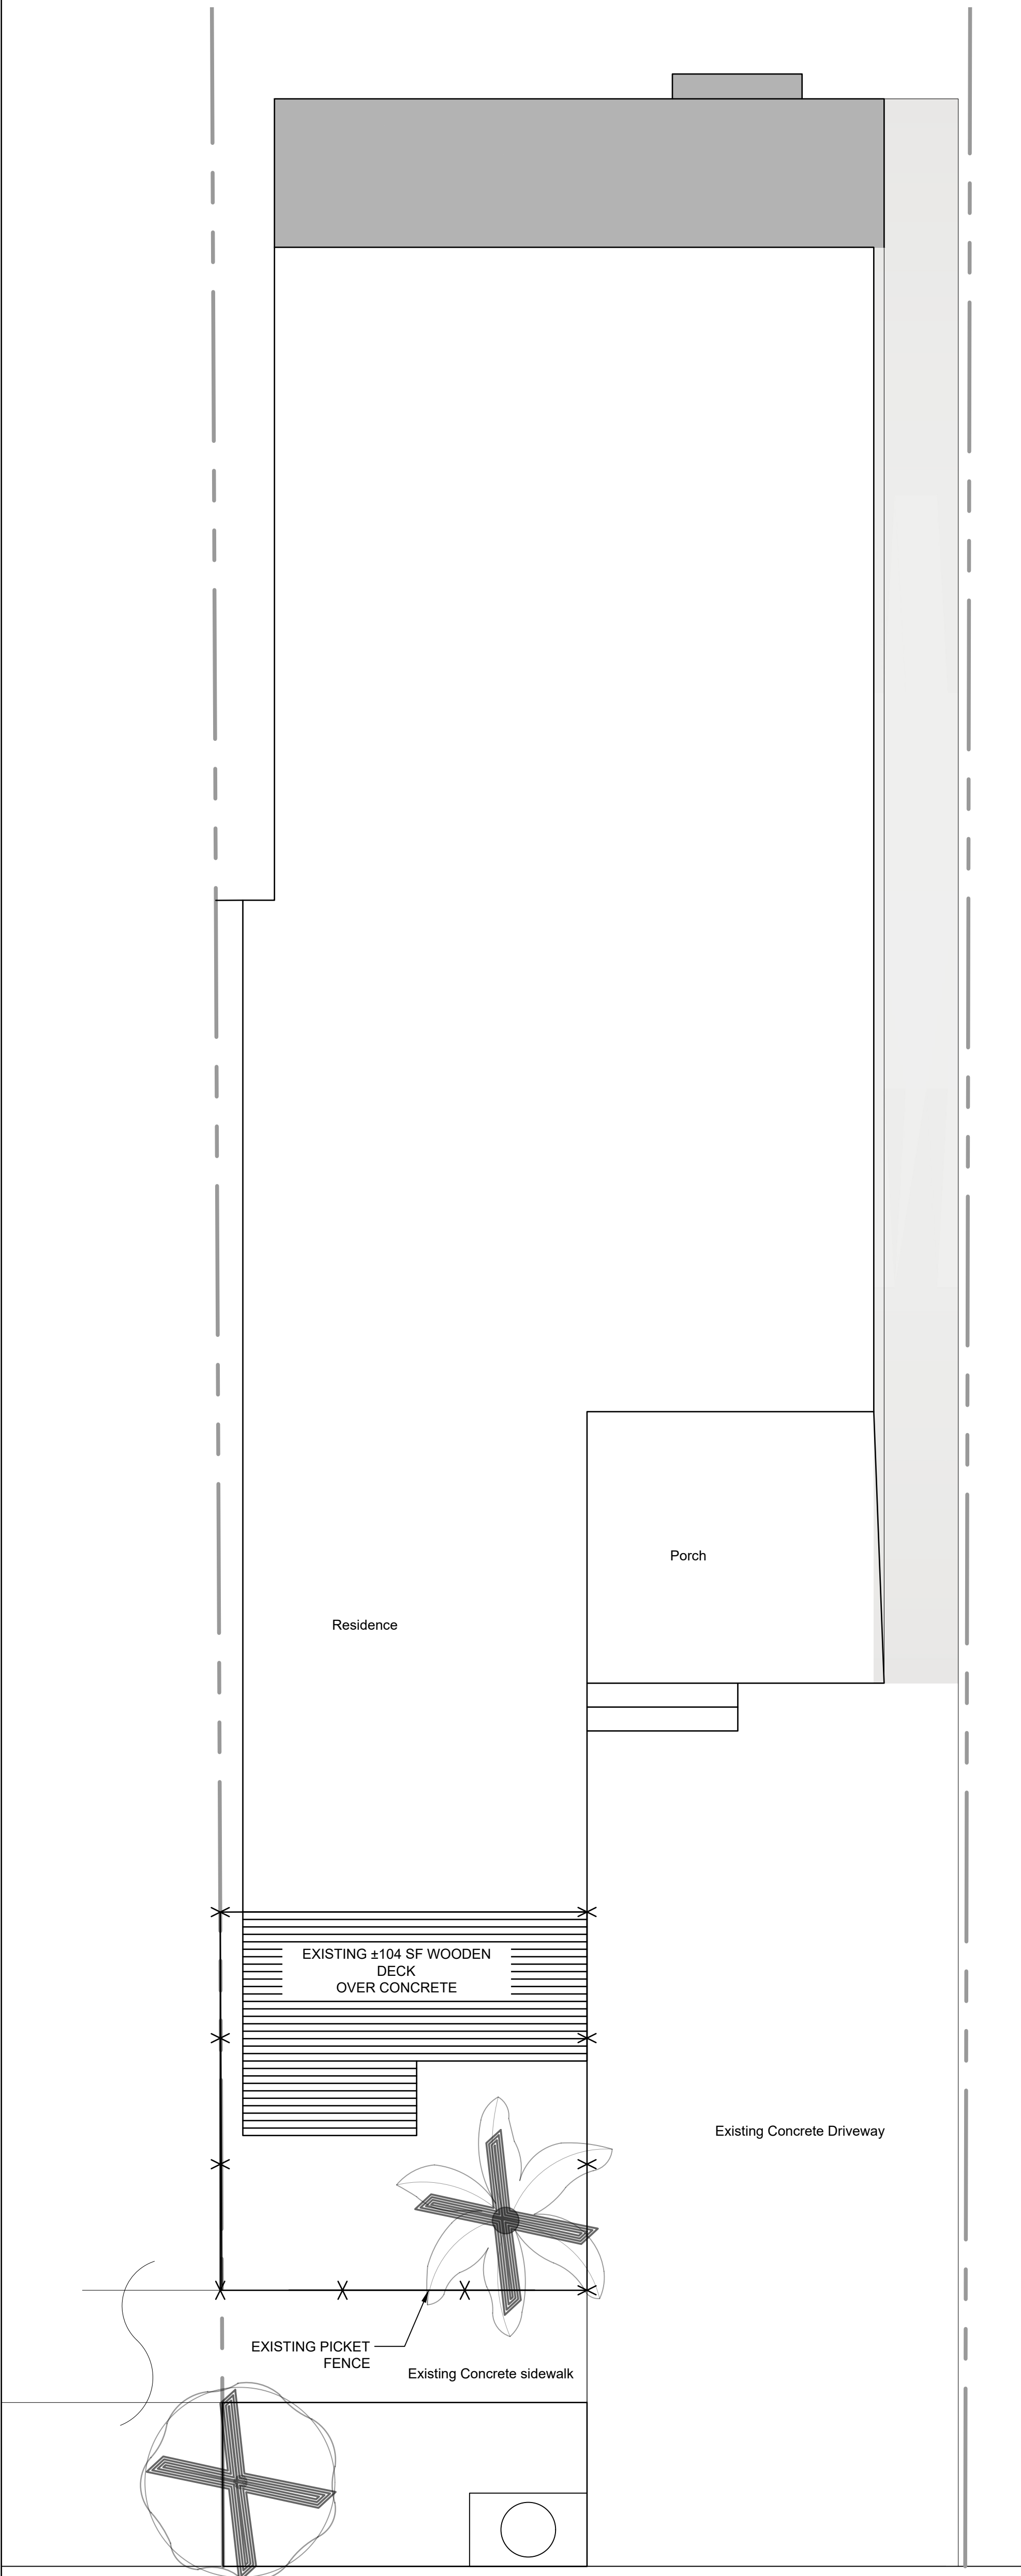 Porch
Residence
EXISTING ±104 SF WOODEN
DECK
OVER CONCRETE
Existing Concrete Driveway
EXISTING PICKET
FENCE
Existing Concrete sidewalk